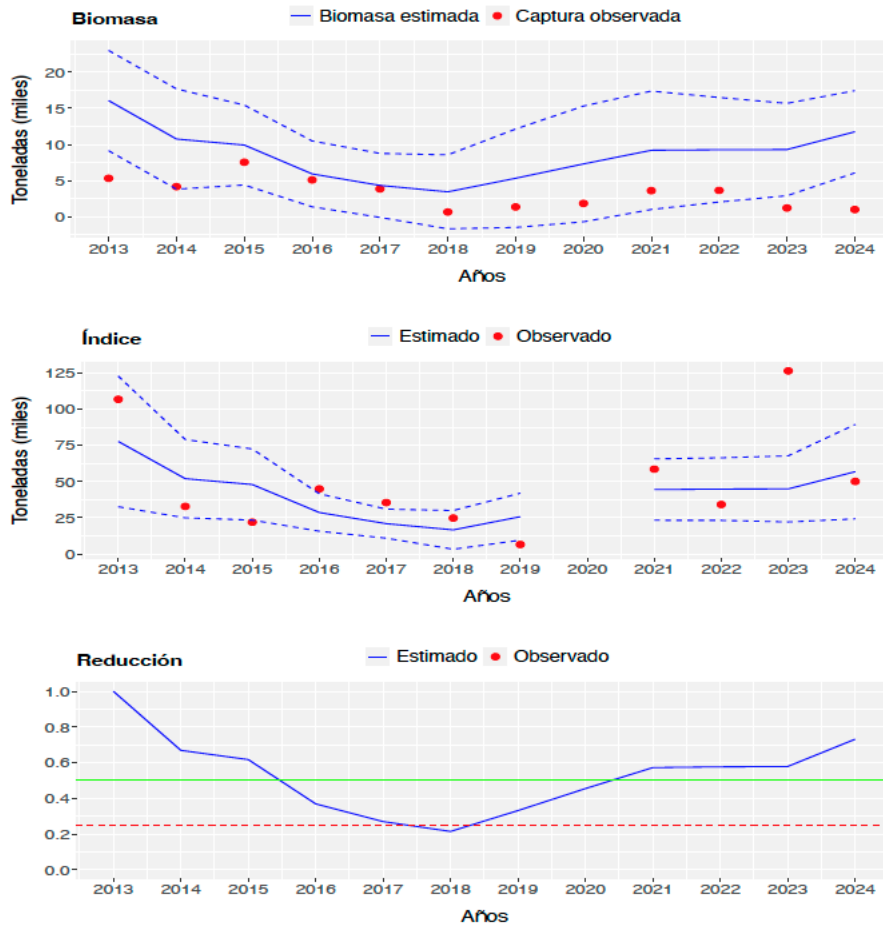 Biomasa
Biomasa estimada Captura observada
Toneladas (miles)
20
15
10
5
0
2013 2014 2015 2016 2017 2018 2019 2020 2021 2022 2023 2024
Años
Índice
Estimado Observado
Toneladas (miles)
125
100
75
50
25
0
2013 2014 2015 2016 2017 2018 2019 2020 2021 2022 2023 2024
Años
Reducción
Estimado Observado
1.0
0.8
0.6
0.4
0.2
0.0
2013 2014 2015 2016 2017 2018 2019 2020 2021 2022 2023 2024
Años